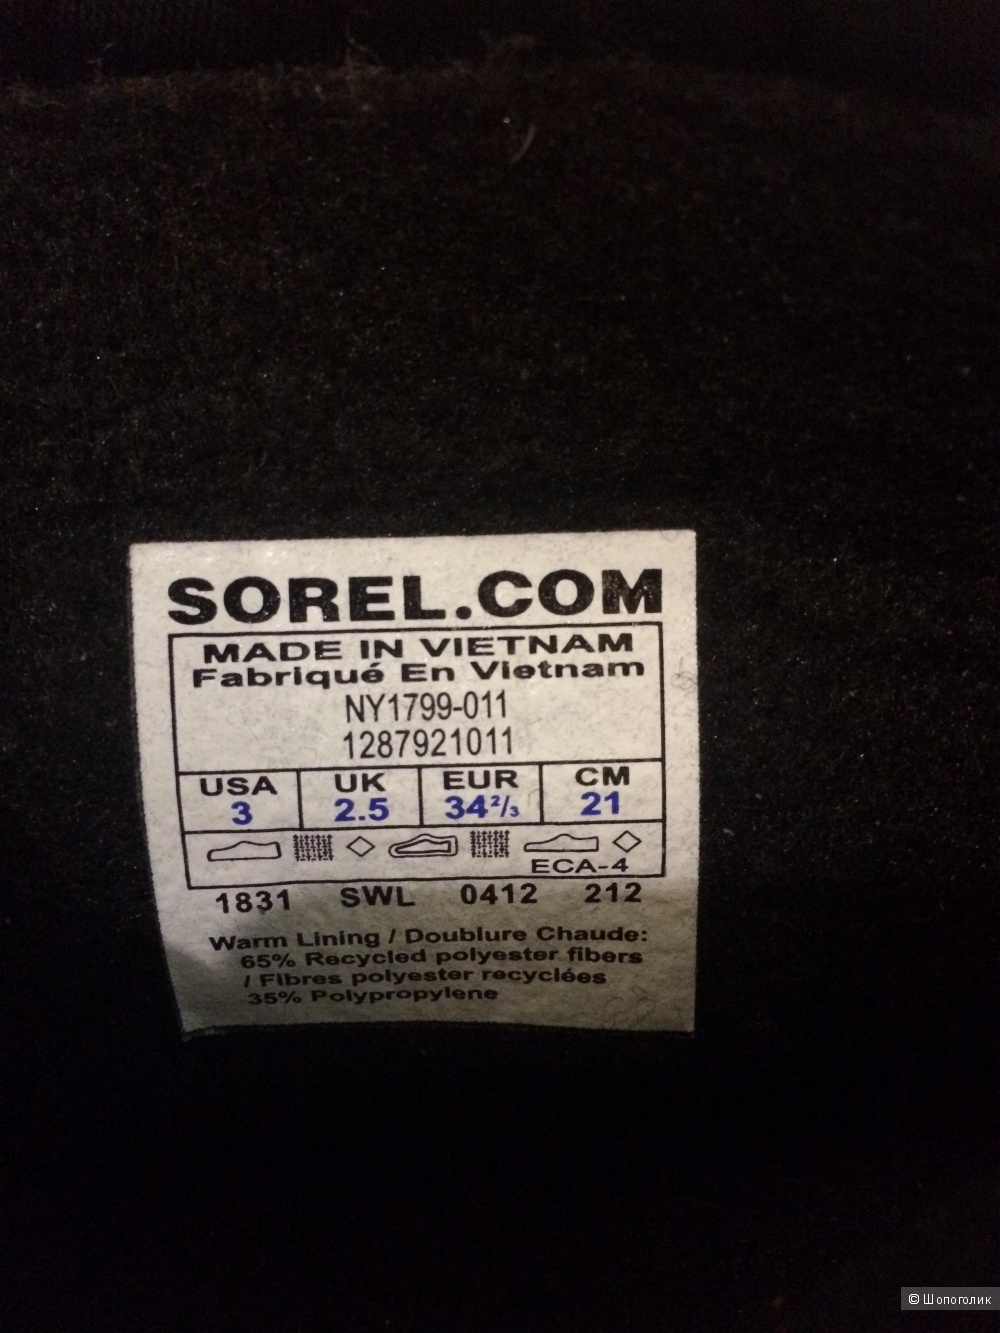 SOREL.COM
MADE IN VIETNAM
Fabriqué En Vietnam
NY1799-011
1287921011
USA UK EUR CM
3 2.5 34²/₃ 21
ECA-4
1831 SWL 0412 212
Warm Lining / Doublure Chaude:
65% Recycled polyester fibers
/ Fibres polyester recyclées
35% Polypropylene
© Шопоголик